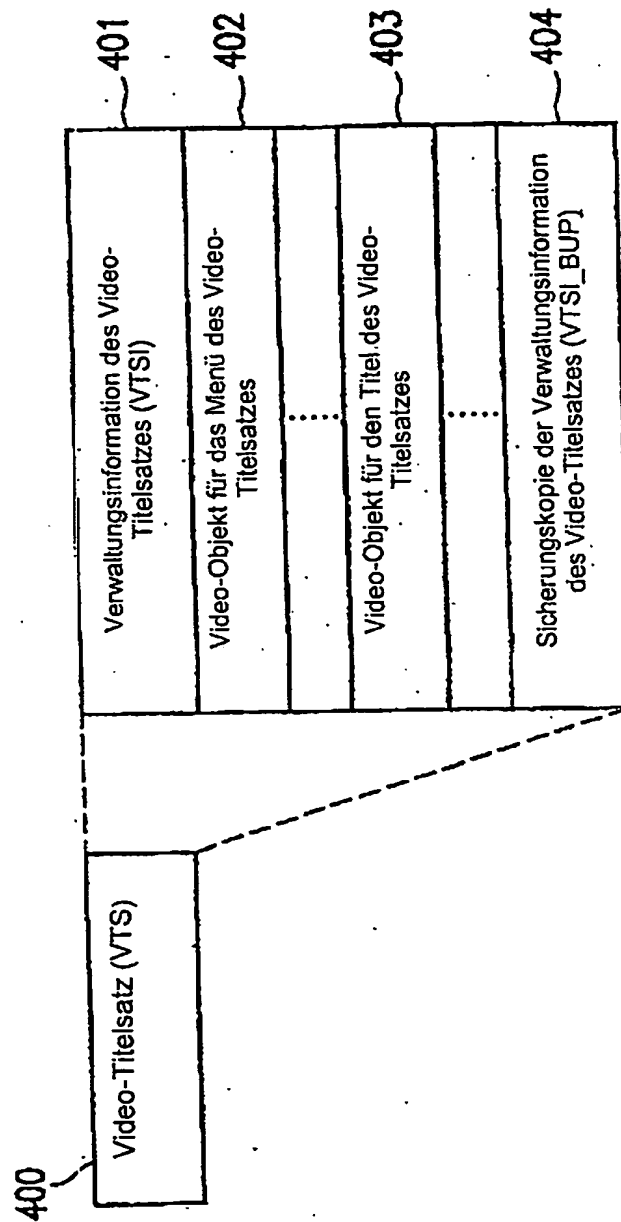 400
Video-Titelsatz (VTS)
Verwaltungsinformation des Video-
Titelsatzes (VTSI)
401
Video-Objekt für das Menü des Video-
Titelsatzes
402
Video-Objekt für den Titel des Video-
Titelsatzes
403
Sicherungskopie der Verwaltungsinformation
des Video-Titelsatzes (VTSI_BUP)
404